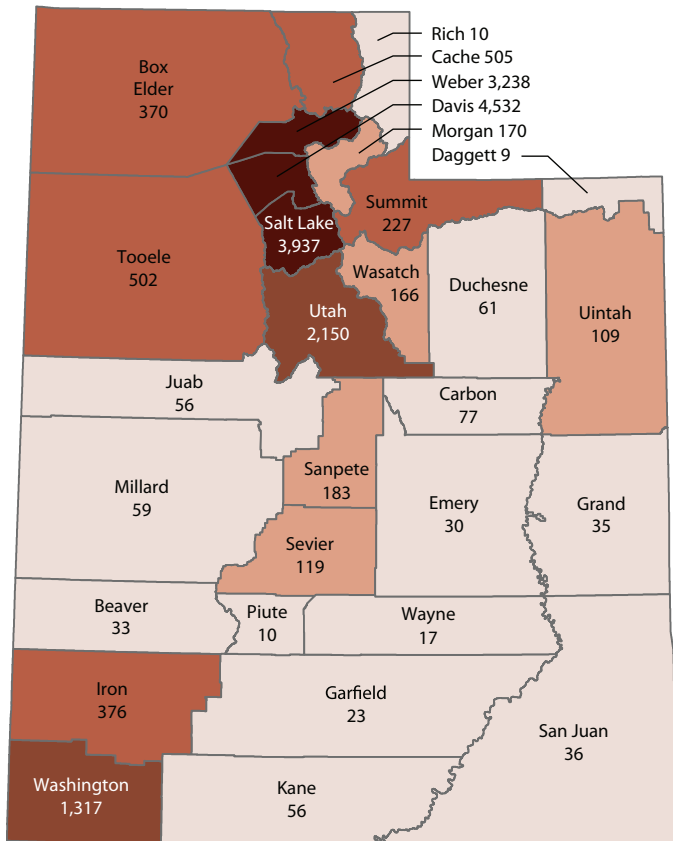 Rich 10
Cache 505
Weber 3,238
Davis 4,532
Morgan 170
Daggett 9
Box
Elder
370
Summit
227
Salt Lake
3,937
Tooele
502
Wasatch
166
Duchesne
61
Uintah
109
Utah
2,150
Juab
56
Carbon
77
Sanpete
183
Millard
59
Emery
30
Grand
35
Sevier
119
Beaver
33
Piute
10
Wayne
17
Iron
376
Garfield
23
San Juan
36
Washington
1,317
Kane
56